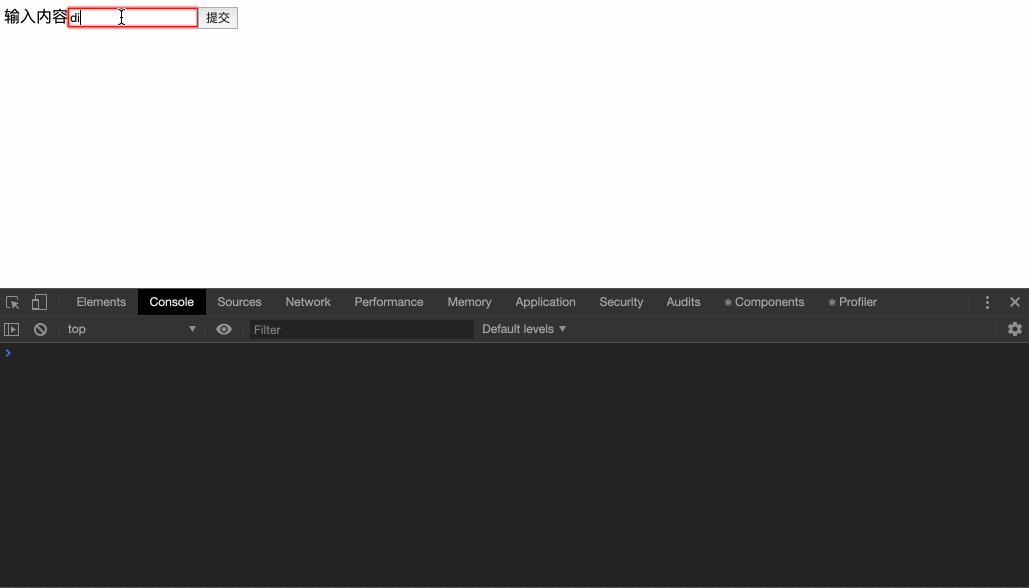 输入内容 di 提交
Elements Console Sources Network Performance Memory Application Security Audits Components Profiler
top Filter Default levels